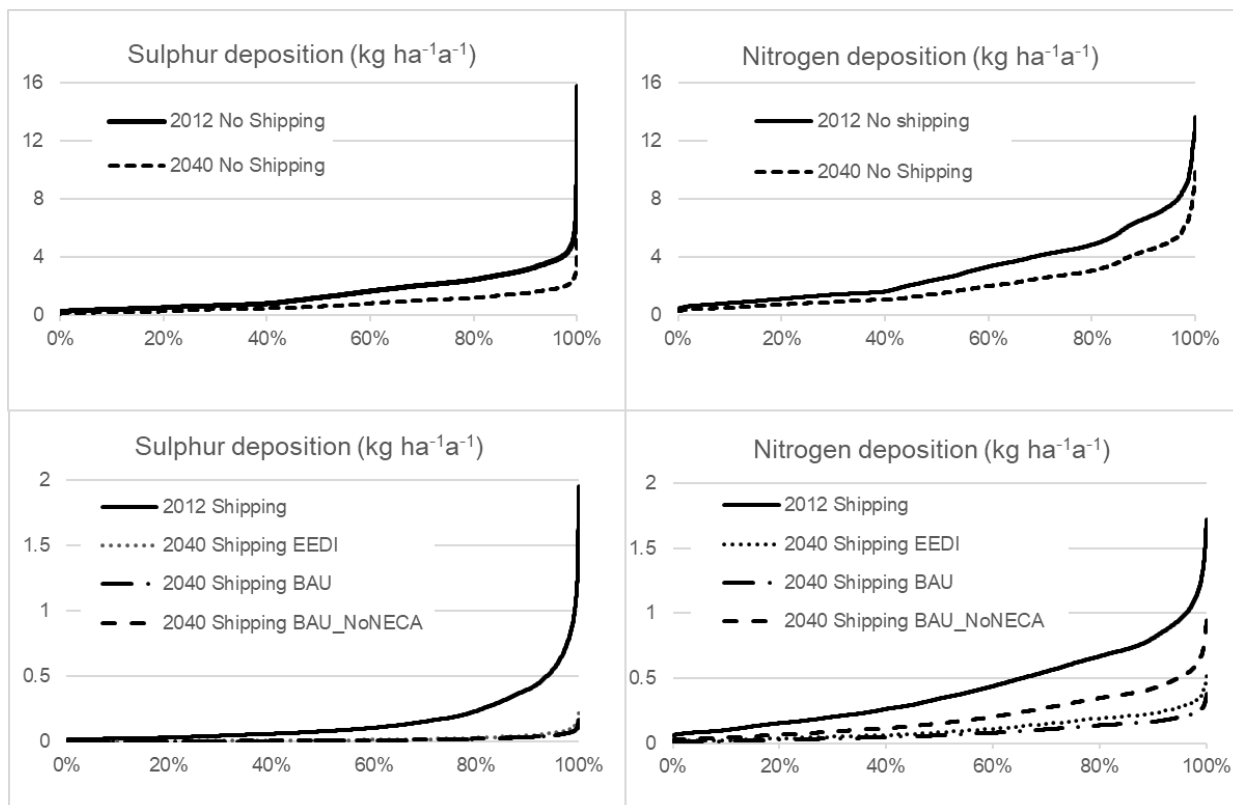 Sulphur deposition (kg ha⁻¹a⁻¹)
16
12
8
4
0
2012 No Shipping
2040 No Shipping
0% 20% 40% 60% 80% 100%
Nitrogen deposition (kg ha⁻¹a⁻¹)
16
12
8
4
0
2012 No shipping
2040 No Shipping
0% 20% 40% 60% 80% 100%
Sulphur deposition (kg ha⁻¹a⁻¹)
2
1.5
1
0.5
0
2012 Shipping
2040 Shipping EEDI
2040 Shipping BAU
2040 Shipping BAU_NoNECA
0% 20% 40% 60% 80% 100%
Nitrogen deposition (kg ha⁻¹a⁻¹)
2
1.5
1
0.5
0
2012 Shipping
2040 Shipping EEDI
2040 Shipping BAU
2040 Shipping BAU_NoNECA
0% 20% 40% 60% 80% 100%